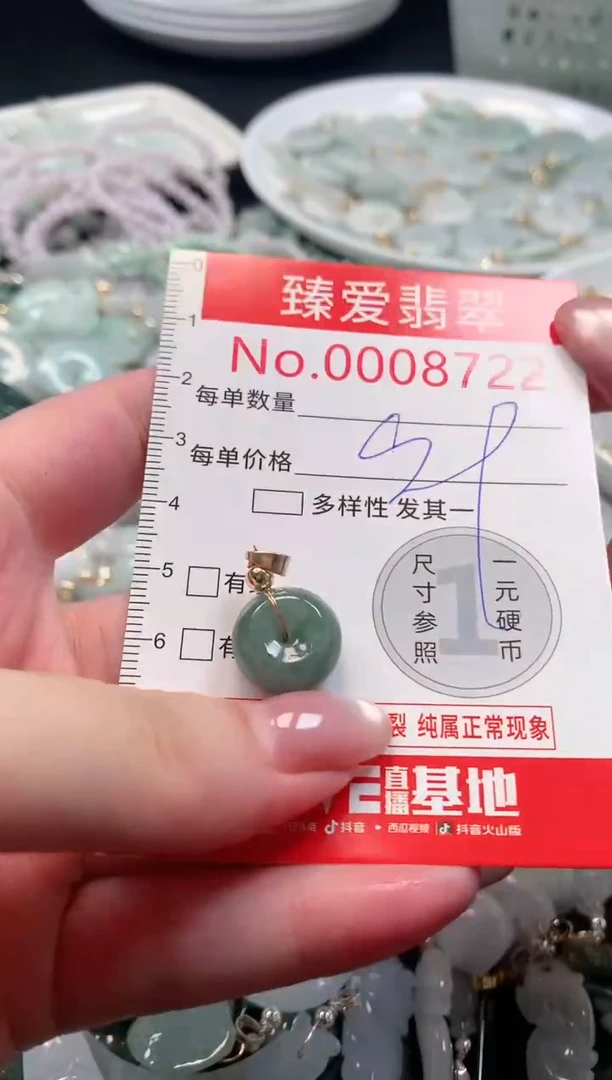 臻爱翡翠
No.0008722
0
1
2
3
4
5
6
每单数量
每单价格
多样性发其一
有
有
尺寸参照
1
一元硬币
裂 纯属正常现象
直播基地
抖音 西瓜视频 抖音火山版